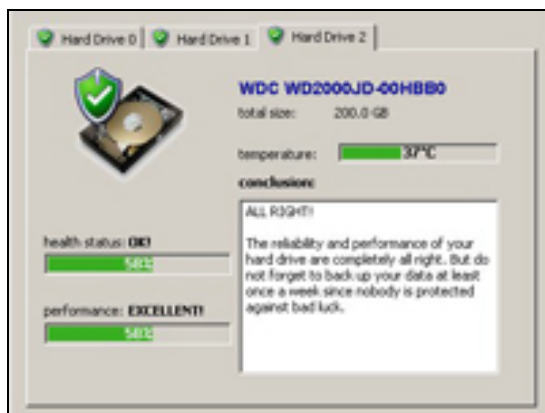 Hard Drive 0 Hard Drive 1 Hard Drive 2
WDC WD2000JD-00HBB0
total size: 200.0 GB
temperature: 37°C
conclusion:
ALL RIGHT!
The reliability and performance of your
hard drive are completely all right. But do
not forget to back up your data at least
once a week since nobody is protected
against bad luck.
health status: OK!
58%
performance: EXCELLENT!
58%